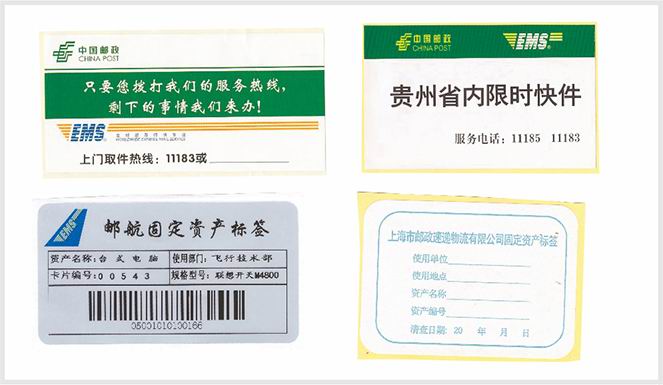 中国邮政
CHINA POST
只要您拨打我们的服务热线,
剩下的事情我们来办!
EMS
上门取件热线: 11183或
中国邮政
CHINA POST
EMS
贵州省内限时快件
服务电话: 11185 11183
EMS
邮航固定资产标签
资产名称: 台式电脑 使用部门: 飞行技术部
卡片编号: 00543 规格型号: 联想开天M4800
05001010100166
上海市邮政速递物流有限公司固定资产标签
使用单位
使用地点
资产名称
资产编号
清查日期: 20 年 月 日